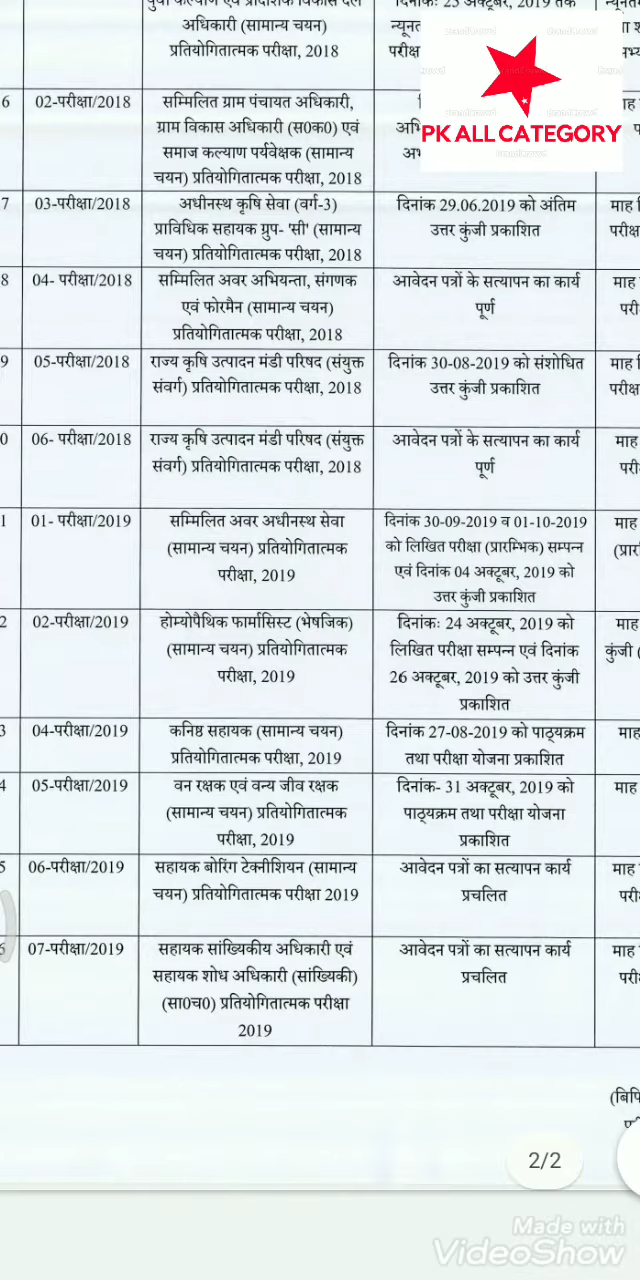 अधिकारी (सामान्य चयन)
प्रतियोगितात्मक परीक्षा, 2018
दिनांकः 25 अक्टूबर, 2019 तक
परीक्षा
PK ALL CATEGORY
6 02-परीक्षा/2018 सम्मिलित ग्राम पंचायत अधिकारी,
ग्राम विकास अधिकारी (स0क0) एवं
समाज कल्याण पर्यवेक्षक (सामान्य
चयन) प्रतियोगितात्मक परीक्षा, 2018
7 03-परीक्षा/2018 अधीनस्थ कृषि सेवा (वर्ग-3)
प्राविधिक सहायक ग्रुप- 'सी' (सामान्य
चयन) प्रतियोगितात्मक परीक्षा, 2018
दिनांक 29.06.2019 को अंतिम
उत्तर कुंजी प्रकाशित
माह
परीक्ष
8 04- परीक्षा/2018 सम्मिलित अवर अभियन्ता, संगणक
एवं फोरमैन (सामान्य चयन)
प्रतियोगितात्मक परीक्षा, 2018
आवेदन पत्रों के सत्यापन का कार्य
पूर्ण
माह
परी
9 05-परीक्षा/2018 राज्य कृषि उत्पादन मंडी परिषद (संयुक्त
संवर्ग) प्रतियोगितात्मक परीक्षा, 2018
दिनांक 30-08-2019 को संशोधित
उत्तर कुंजी प्रकाशित
माह
परीक्ष
0 06- परीक्षा/2018 राज्य कृषि उत्पादन मंडी परिषद (संयुक्त
संवर्ग) प्रतियोगितात्मक परीक्षा, 2018
आवेदन पत्रों के सत्यापन का कार्य
पूर्ण
माह
परी
1 01- परीक्षा/2019 सम्मिलित अवर अधीनस्थ सेवा
(सामान्य चयन) प्रतियोगितात्मक
परीक्षा, 2019
दिनांक 30-09-2019 व 01-10-2019
को लिखित परीक्षा (प्रारम्भिक) सम्पन्न
एवं दिनांक 04 अक्टूबर, 2019 को
उत्तर कुंजी प्रकाशित
माह
(प्रार
2 02-परीक्षा/2019 होम्योपैथिक फार्मासिस्ट (भेषजिक)
(सामान्य चयन) प्रतियोगितात्मक
परीक्षा, 2019
दिनांकः 24 अक्टूबर, 2019 को
लिखित परीक्षा सम्पन्न एवं दिनांक
26 अक्टूबर, 2019 को उत्तर कुंजी
प्रकाशित
माह
कुंजी (
3 04-परीक्षा/2019 कनिष्ठ सहायक (सामान्य चयन)
प्रतियोगितात्मक परीक्षा, 2019
दिनांक 27-08-2019 को पाठ्यक्रम
तथा परीक्षा योजना प्रकाशित
माह
4 05-परीक्षा/2019 वन रक्षक एवं वन्य जीव रक्षक
(सामान्य चयन) प्रतियोगितात्मक
परीक्षा, 2019
दिनांक- 31 अक्टूबर, 2019 को
पाठ्यक्रम तथा परीक्षा योजना
प्रकाशित
माह
5 06-परीक्षा/2019 सहायक बोरिंग टेक्नीशियन (सामान्य
चयन) प्रतियोगितात्मक परीक्षा 2019
आवेदन पत्रों का सत्यापन कार्य
प्रचलित
माह
परी
6 07-परीक्षा/2019 सहायक सांख्यिकीय अधिकारी एवं
सहायक शोध अधिकारी (सांख्यिकी)
(सा0च0) प्रतियोगितात्मक परीक्षा
2019
आवेदन पत्रों का सत्यापन कार्य
प्रचलित
माह
परी
(बिपि
2/2
Made with
VideoShow